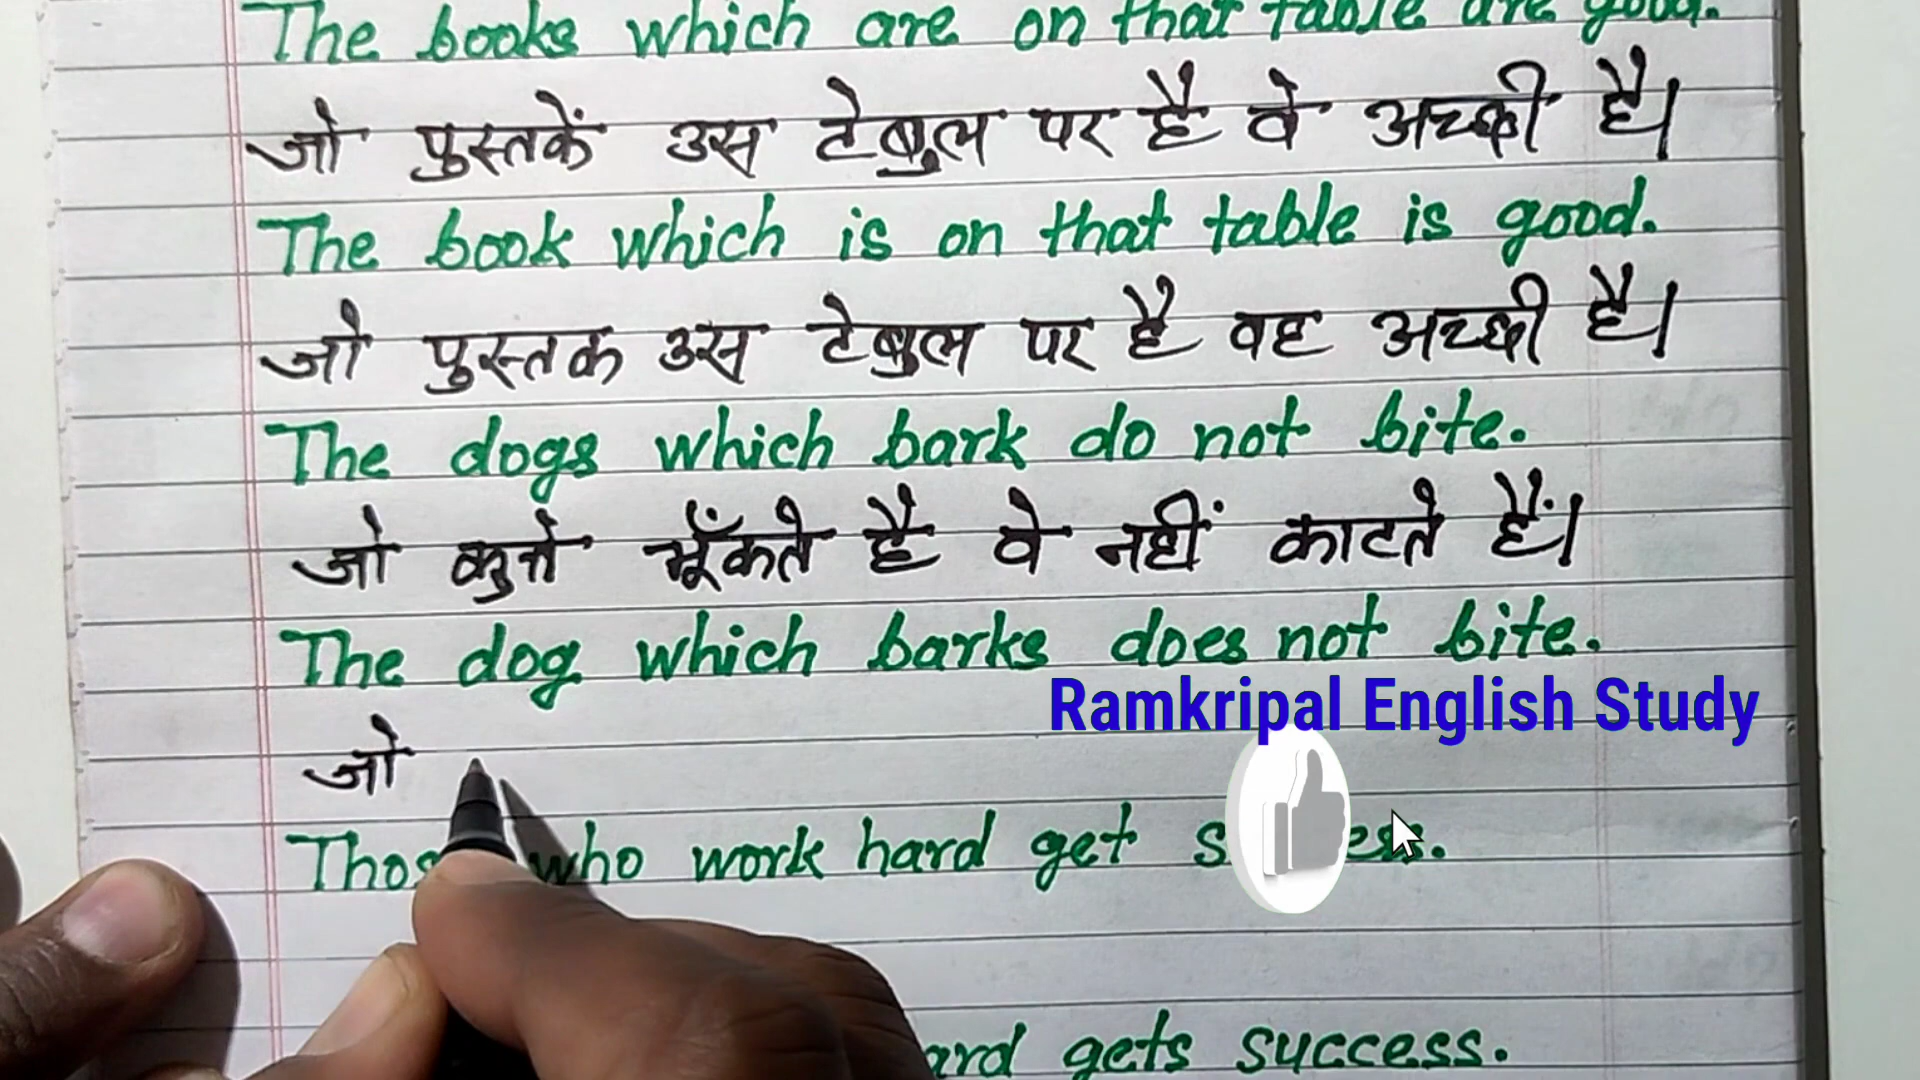 The books which are on that table are good.
जो पुस्तकें उस टेबुल पर है वे अच्छी है।
The book which is on that table is good.
जो पुस्तक उस टेबुल पर है वह अच्छी है।
The dogs which bark do not bite.
जो कुत्ते भूँकते है वे नहीं काटते हैं।
The dog which barks does not bite.
Ramkripal English Study
जो
who work hard get
gets success.